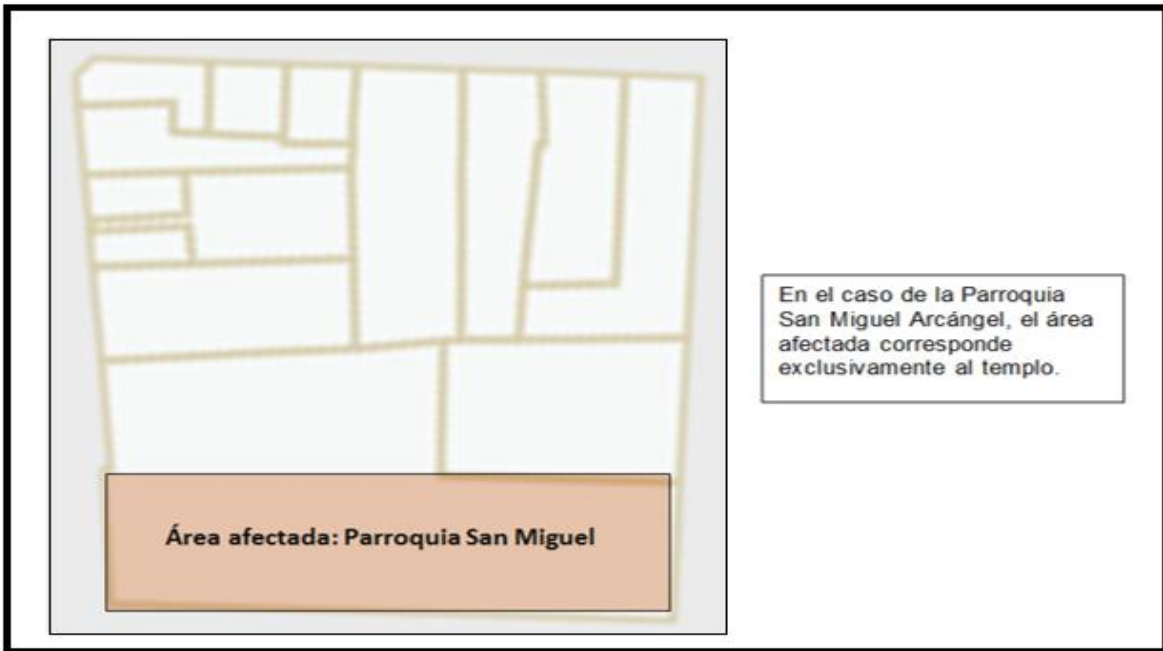 En el caso de la Parroquia
San Miguel Arcángel, el área
afectada corresponde
exclusivamente al templo.
Área afectada: Parroquia San Miguel